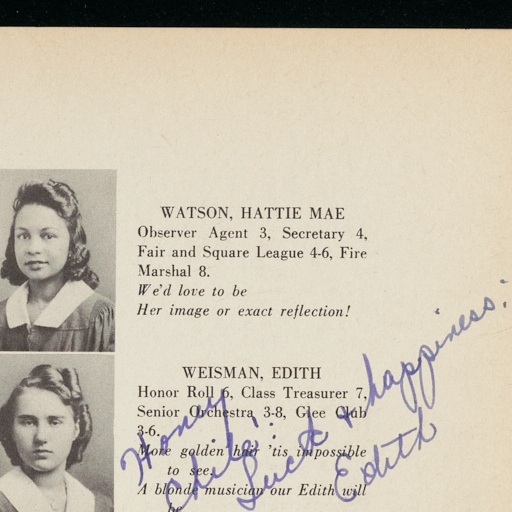 WATSON, HATTIE MAE
Observer Agent 3, Secretary 4,
Fair and Square League 4-6, Fire
Marshal 8.
We'd love to be
Her image or exact reflection!
WEISMAN, EDITH
Honor Roll 6, Class Treasurer 7,
Senior Orchestra 3-8, Glee Club
3-6.
More golden hair 'tis impossible
to see,
A blonde musician our Edith will
be
Honey
Chile!!
Luck & happiness!
Edith